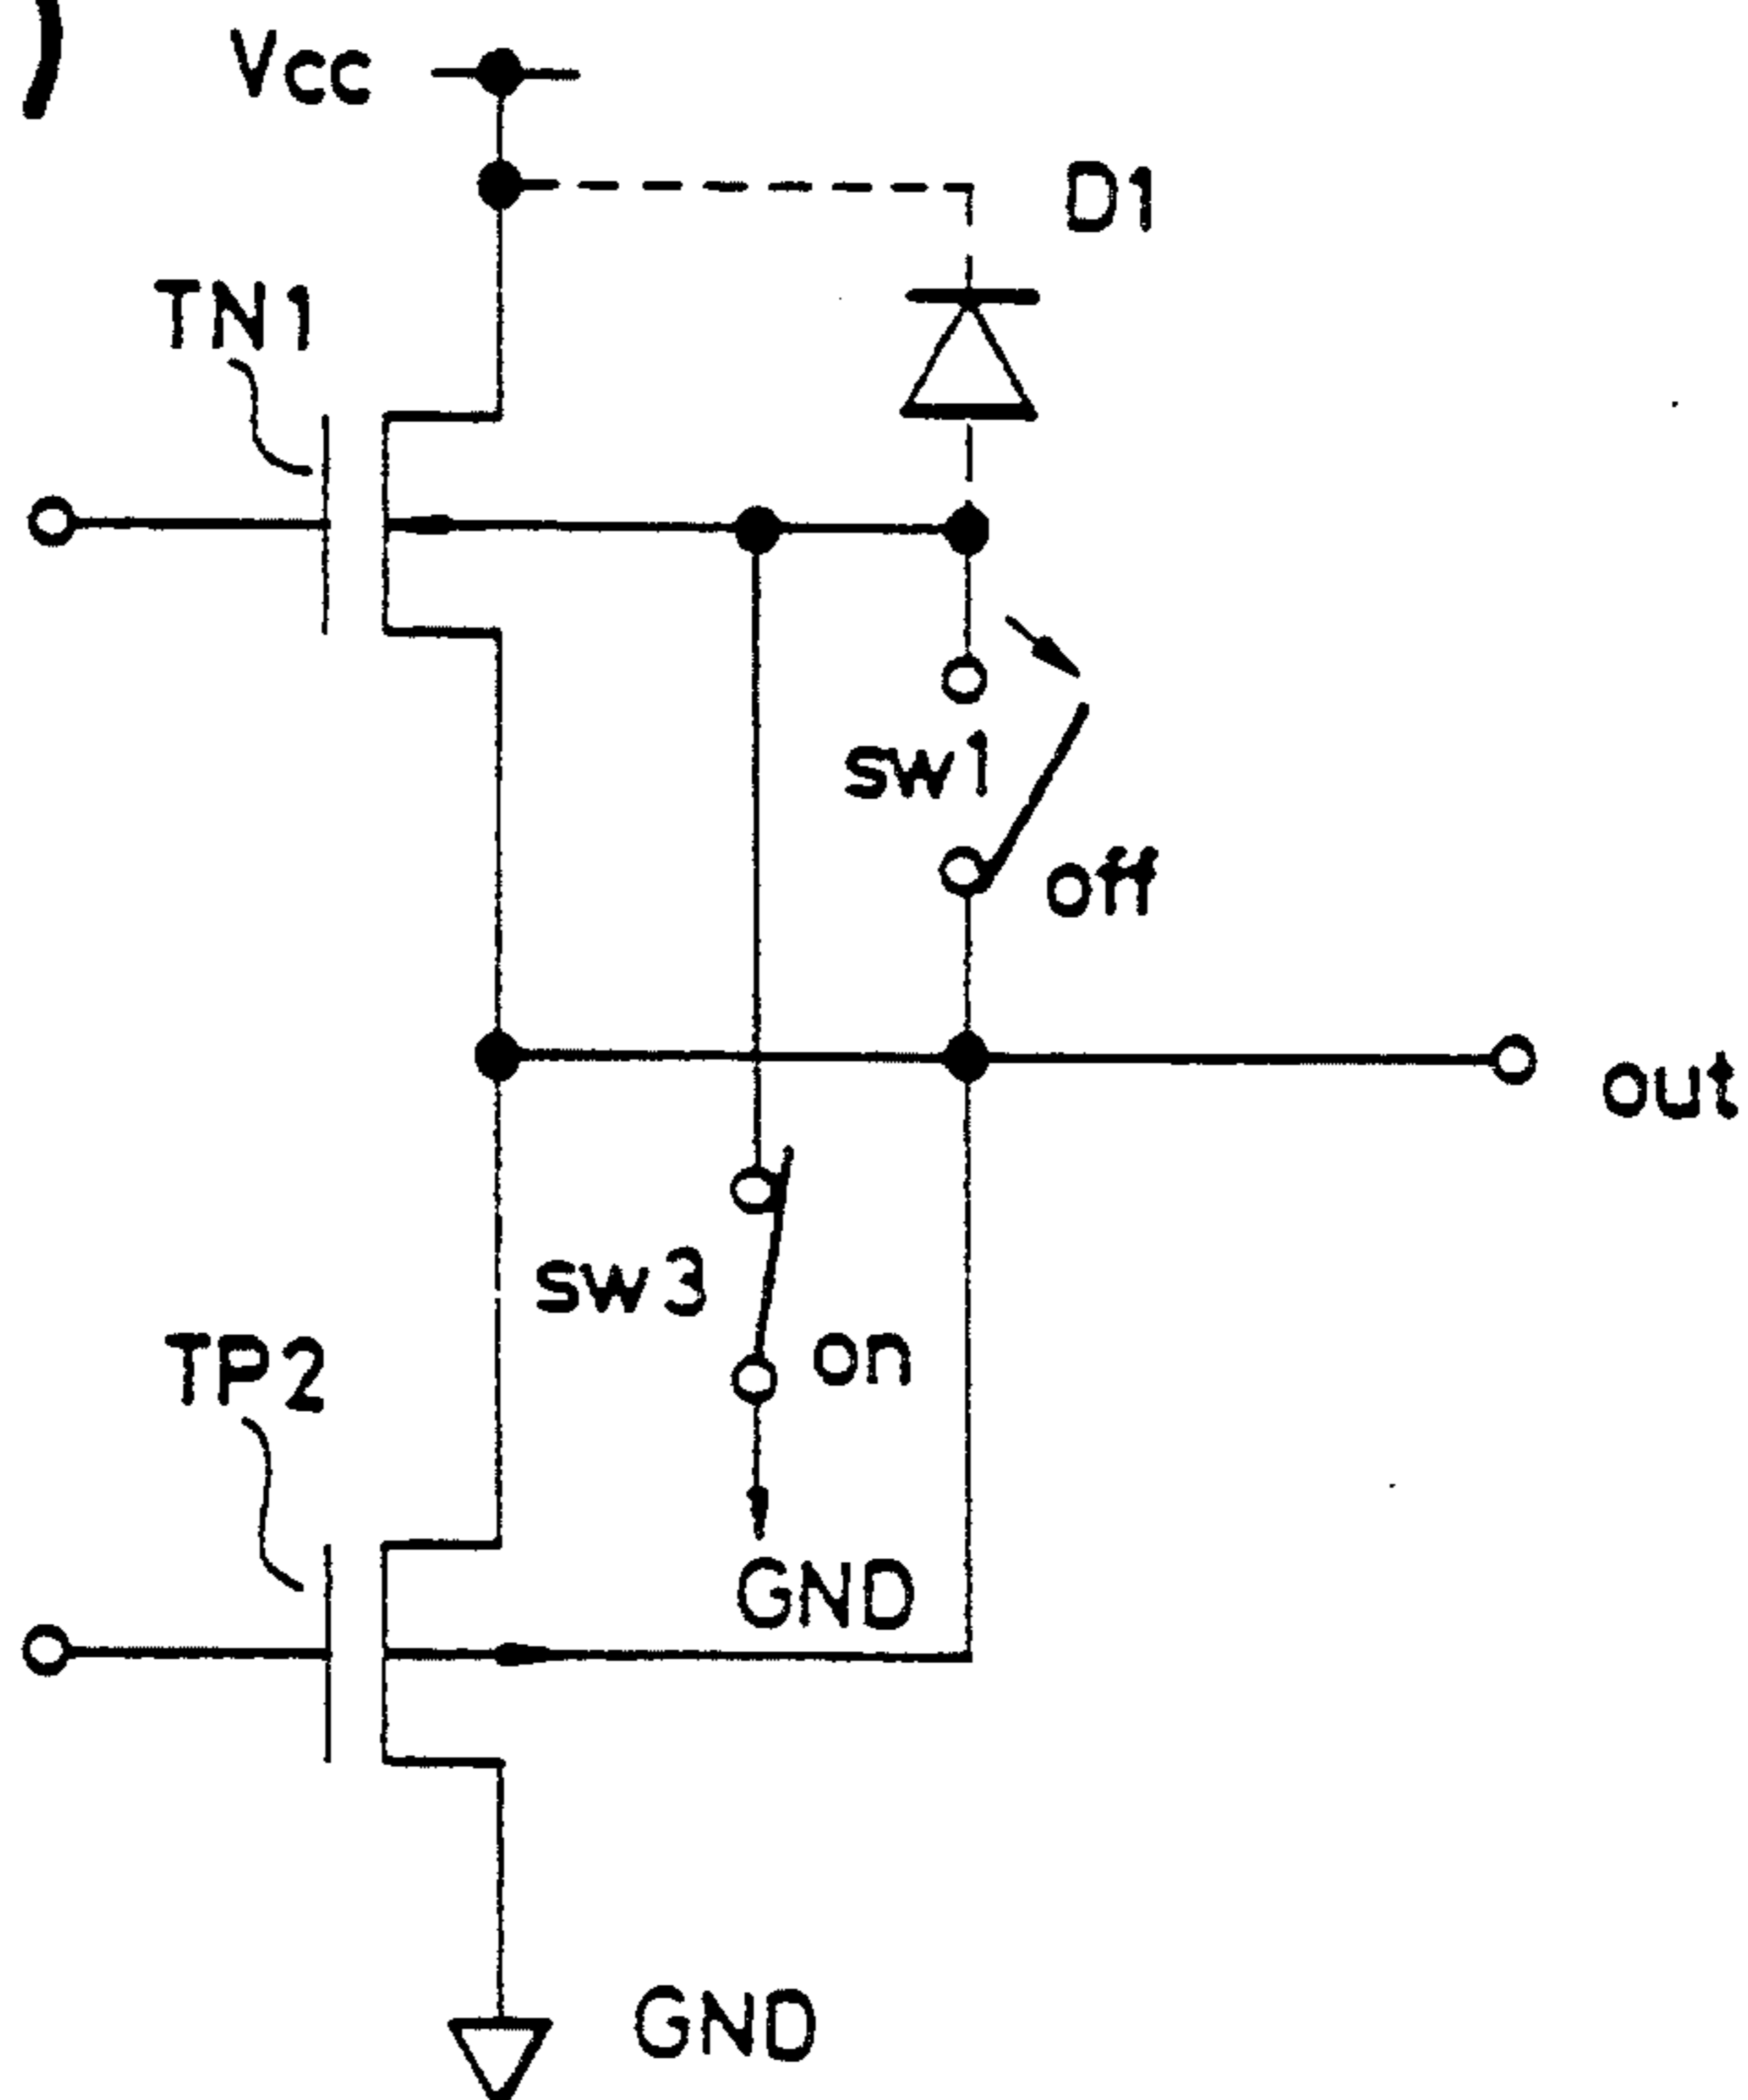 )
Vcc
D1
TN1
sw1
off
out
sw3
on
TP2
GND
GND